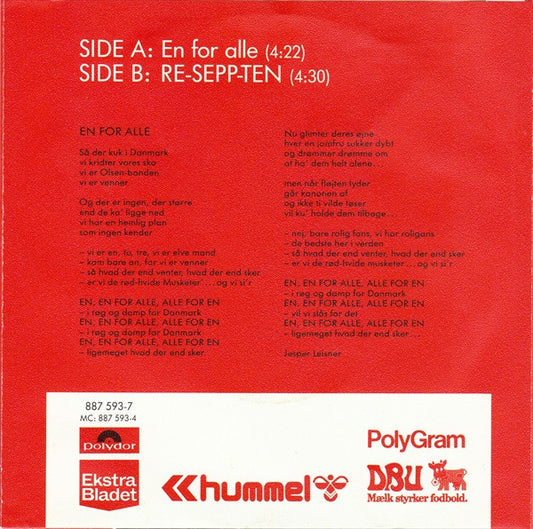 SIDE A: En for alle (4:22)
SIDE B: RE-SEPP-TEN (4:30)
EN FOR ALLE
Så der kuk i Danmark
vi kridter vores sko
vi er Olsen-banden
vi er venner
Og der er ingen, der større
end de ka' ligge ned
vi har en hemlig plan
som ingen kender
– vi er en, to, tre, vi er elve mand
– kom bare an, for vi er venner
– så hvad der end venter, hvad der end sker
– er vi de rød-hvide Musketer'...og vi si'r
EN, EN FOR ALLE, ALLE FOR EN
– i røg og damp for Danmark
EN, EN FOR ALLE, ALLE FOR EN
– i røg og damp for Danmark
EN, EN FOR ALLE, ALLE FOR EN
– ligemeget hvad der end sker.
Nu glimter deres øjne
hver en jomfru sukker dybt
og drømmer drømme om
at ha' dem helt alene...
men når fløjten lyder
går kanonen af
og ikke ti vilde tøser
vil ku' holde dem tilbage...
– nej, bare rolig fans, vi har roligans
– de bedste her i verden
– så hvad der end venter, hvad der end sker
– er vi de rød-hvide musketer...og vi si'r
EN, EN FOR ALLE, ALLE FOR EN
– i røg og damp for Danmark
EN, EN FOR ALLE, ALLE FOR EN
– vil vi slås for det
EN, EN FOR ALLE, ALLE FOR EN
– ligemeget hvad der end sker...
Jesper Leisner
887 593-7
MC: 887 593-4
polydor
Ekstra
Bladet
hummel
PolyGram
DBU
Mælk styrker fodbold.